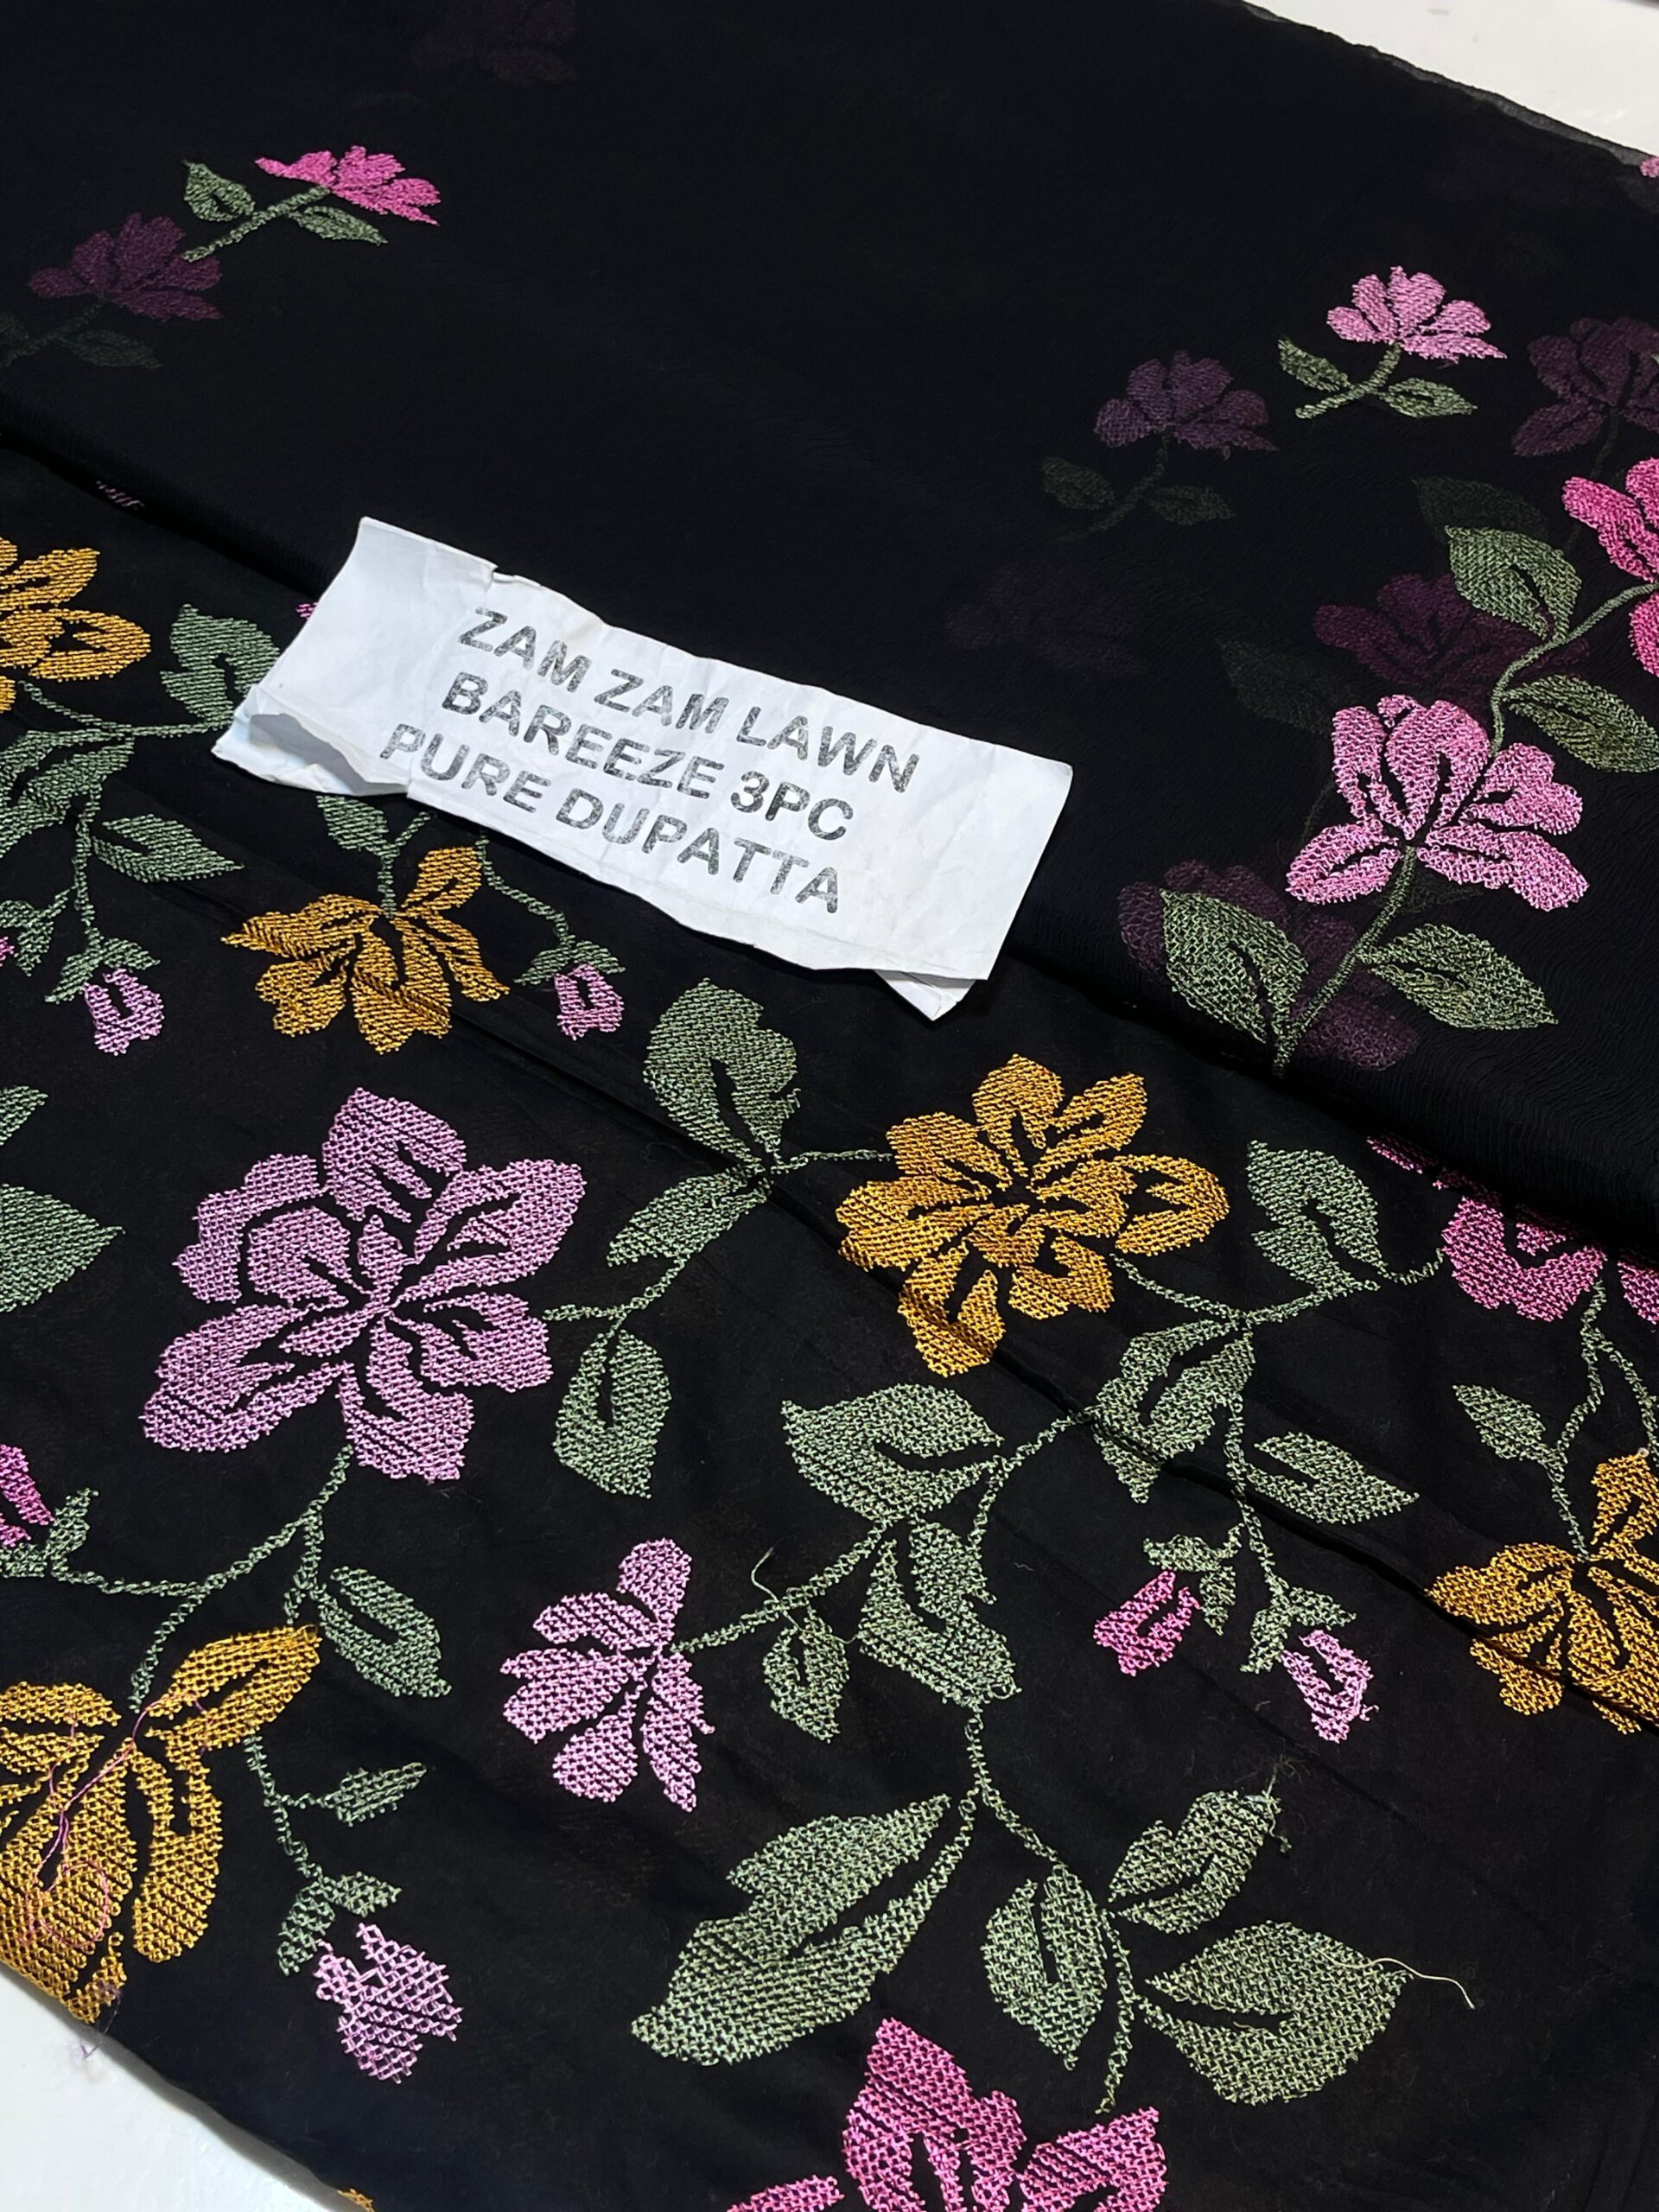 ZAM ZAM LAWN
BAREEZE 3PC
PURE DUPATTA